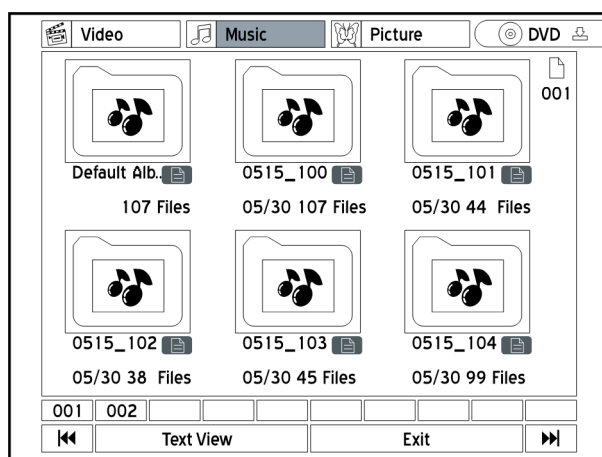 Video Music Picture DVD
001
Default Alb.. 0515_100 0515_101
107 Files 05/30 107 Files 05/30 44 Files
0515_102 0515_103 0515_104
05/30 38 Files 05/30 45 Files 05/30 99 Files
001 002
Text View Exit